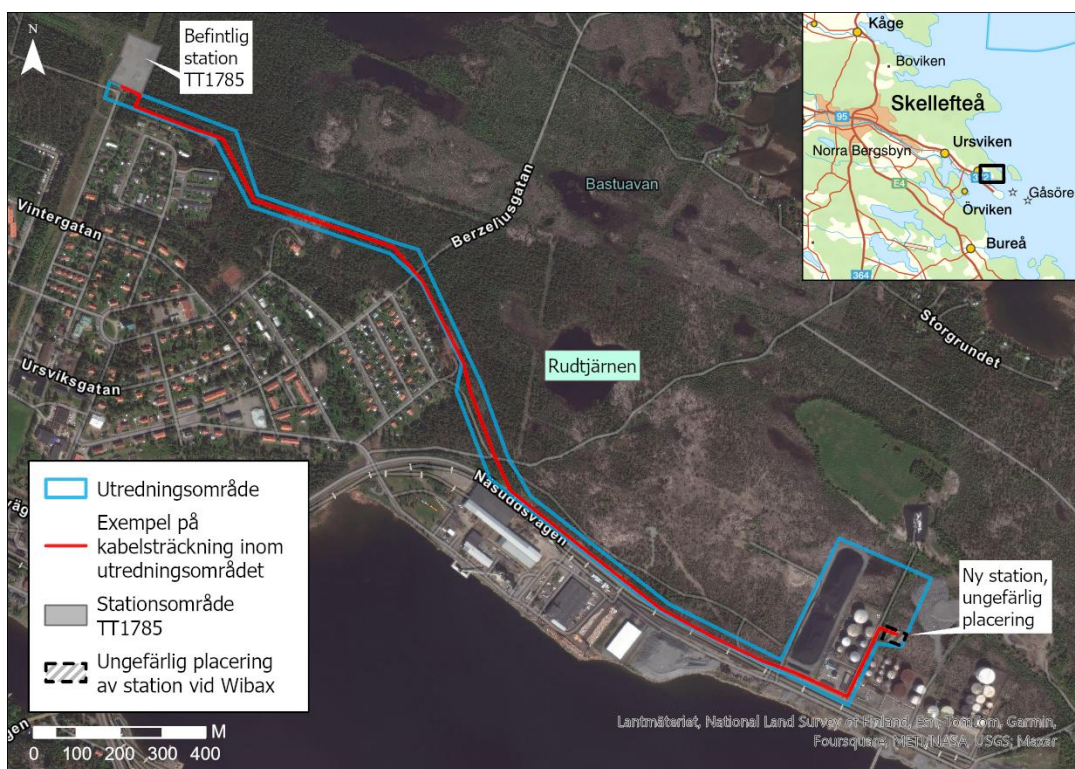 N
Befintlig
station
TT1785
Vintergatan
Ursviksgatan
Berzeliusgatan
Bastuavan
Rudtjärnen
Storgrundet
Näsuddsvägen
Ny station,
ungefärlig
placering
Kåge
Boviken
Skellefteå
95
Ursviken
Norra Bergsbyn
E4
Gåsören
Örviken
Bureå
364
Utredningsområde
Exempel på
kabelsträckning inom
utredningsområdet
Stationsområde
TT1785
Ungefärlig placering
av station vid Wibax
M
0 100 200 300 400
Lantmäteriet, National Land Survey of Finland, Esri, TomTom, Garmin,
Foursquare, METI/NASA, USGS; Maxar